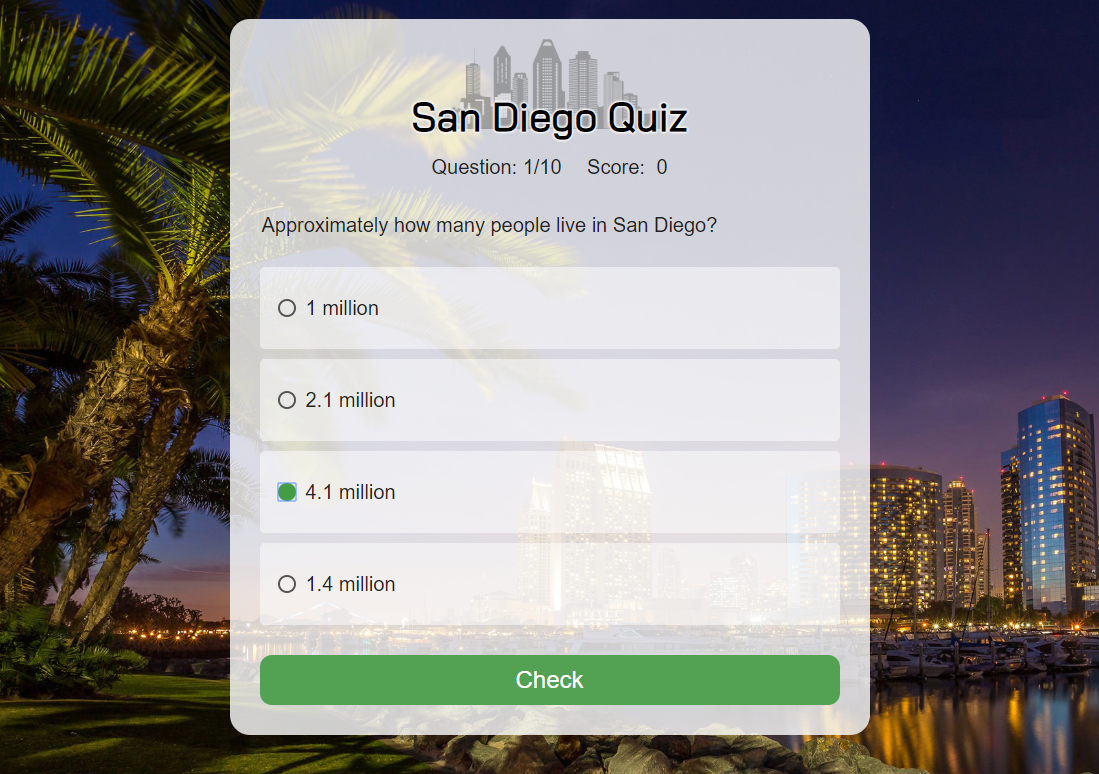 San Diego Quiz
Question: 1/10 Score: 0
Approximately how many people live in San Diego?
1 million
2.1 million
4.1 million
1.4 million
Check